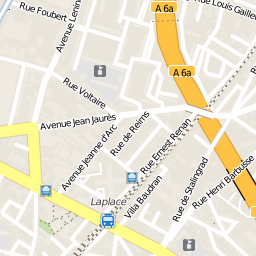 Rue Foubert
Avenue Lenin
A 6a
Rue Louis Gaille
A 6a
Rue Voltaire
Avenue Jean Jaurès
Avenue Jeanne d'Arc
Rue de Reims
Rue Ernest Renan
Laplace
Villa Baudran
Rue de Stalingrad
Rue Henri Barbusse